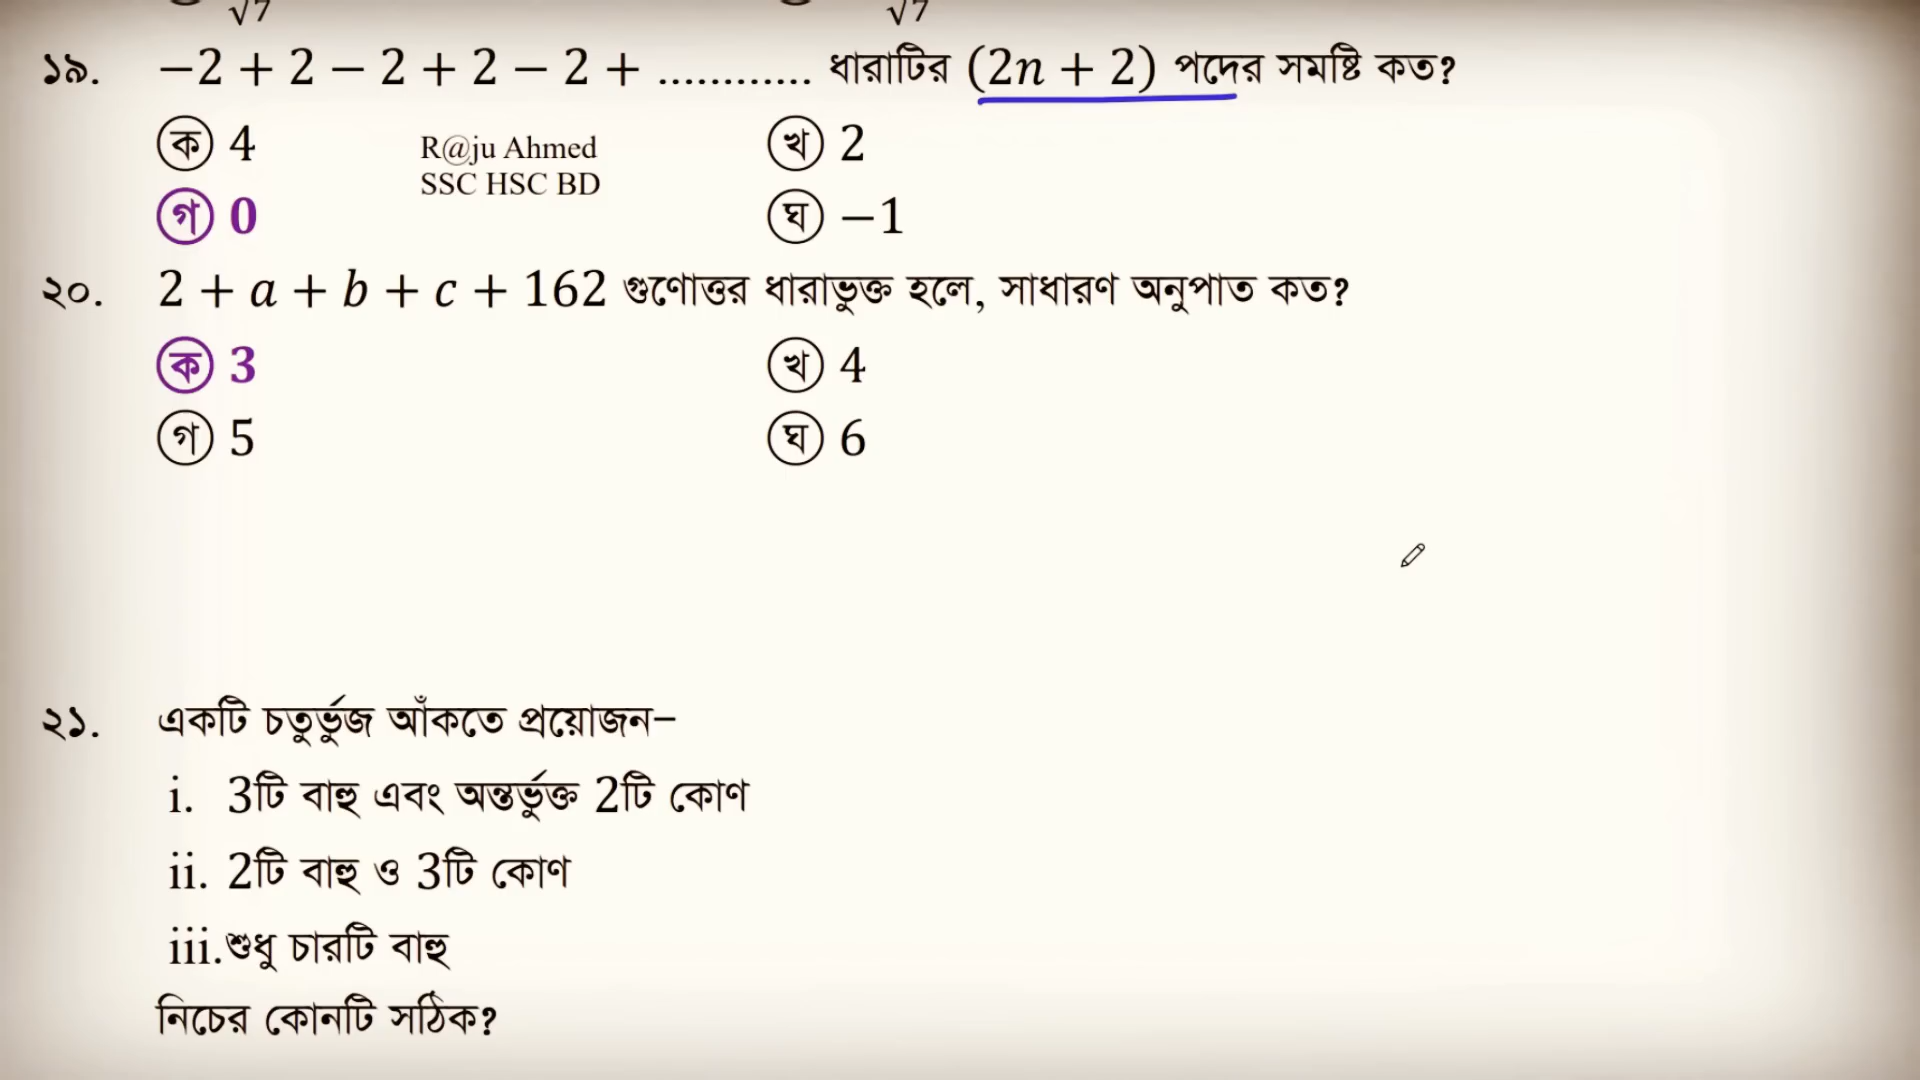 √7 √7
১৯. −2 + 2 − 2 + 2 − 2 + ............ ধারাটির (2n + 2) পদের সমষ্টি কত?
ক 4 খ 2
R@ju Ahmed
SSC HSC BD
গ 0 ঘ −1
২০. 2 + a + b + c + 162 গুণোত্তর ধারাভুক্ত হলে, সাধারণ অনুপাত কত?
ক 3 খ 4
গ 5 ঘ 6
২১. একটি চতুর্ভুজ আঁকতে প্রয়োজন−
i. 3টি বাহু এবং অন্তর্ভুক্ত 2টি কোণ
ii. 2টি বাহু ও 3টি কোণ
iii.শুধু চারটি বাহু
নিচের কোনটি সঠিক?